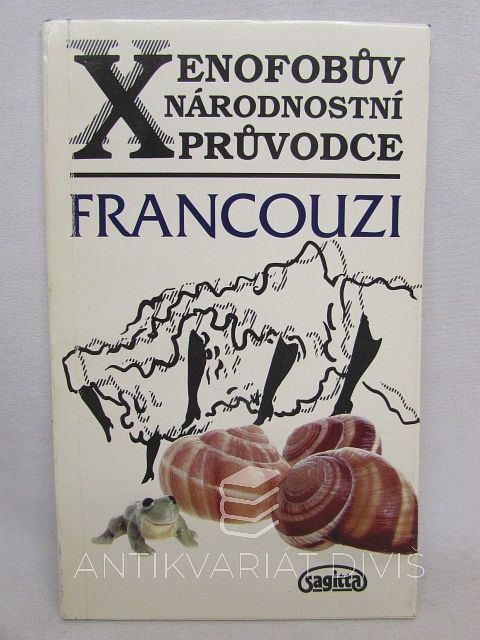 XENOFOBŮV
NÁRODNOSTNÍ
PRŮVODCE
FRANCOUZI
ANTIKVARIÁT DIVIŠ
sagitta